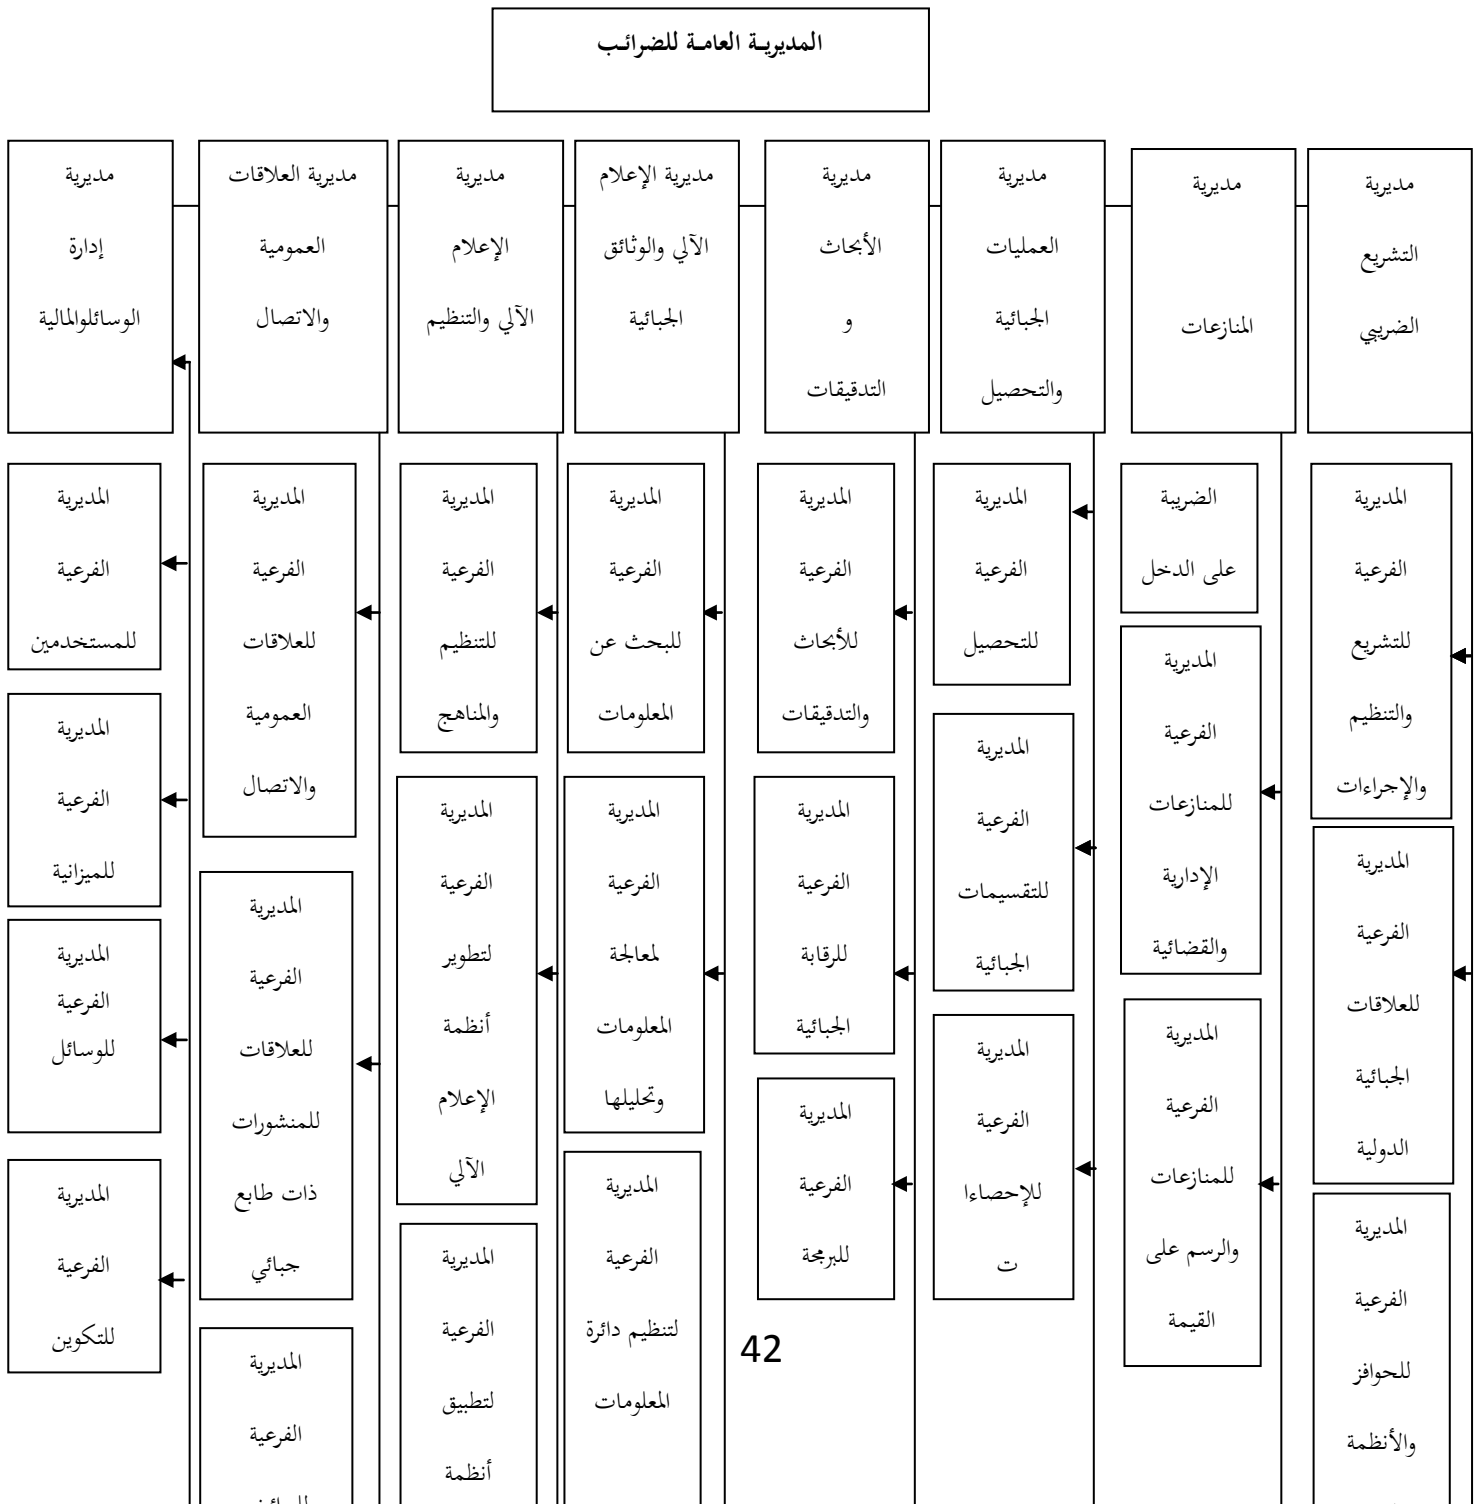 المديرية العامة للضرائب
مديرية
التشريع
الضريبي
مديرية
المنازعات
مديرية
العمليات
الجبائية
والتحصيل
مديرية
الأبحاث
و
التدقيقات
مديرية الإعلام
الآلي والوثائق
الجبائية
مديرية
الإعلام
الآلي والتنظيم
مديرية العلاقات
العمومية
والاتصال
مديرية
إدارة
الوسائلوالمالية
المديرية
الفرعية
للتشريع
والتنظيم
والإجراءات
المديرية
الفرعية
للعلاقات
الجبائية
الدولية
المديرية
الفرعية
للحوافز
والأنظمة
الضريبة
على الدخل
المديرية
الفرعية
للمنازعات
الإدارية
والقضائية
المديرية
الفرعية
للمنازعات
والرسم على
القيمة
المديرية
الفرعية
للتحصيل
المديرية
الفرعية
للتقسيمات
الجبائية
المديرية
الفرعية
للإحصاءا
ت
المديرية
الفرعية
للأبحاث
والتدقيقات
المديرية
الفرعية
للرقابة
الجبائية
المديرية
الفرعية
للبرمجة
المديرية
الفرعية
للبحث عن
المعلومات
المديرية
الفرعية
لمعالجة
المعلومات
وتحليلها
المديرية
الفرعية
لتنظيم دائرة
المعلومات
المديرية
الفرعية
للتنظيم
والمناهج
المديرية
الفرعية
لتطوير
أنظمة
الإعلام
الآلي
المديرية
الفرعية
لتطبيق
أنظمة
المديرية
الفرعية
للعلاقات
العمومية
والاتصال
المديرية
الفرعية
للعلاقات
للمنشورات
ذات طابع
جبائي
المديرية
الفرعية
المديرية
الفرعية
للمستخدمين
المديرية
الفرعية
للميزانية
المديرية
الفرعية
للوسائل
المديرية
الفرعية
للتكوين
42